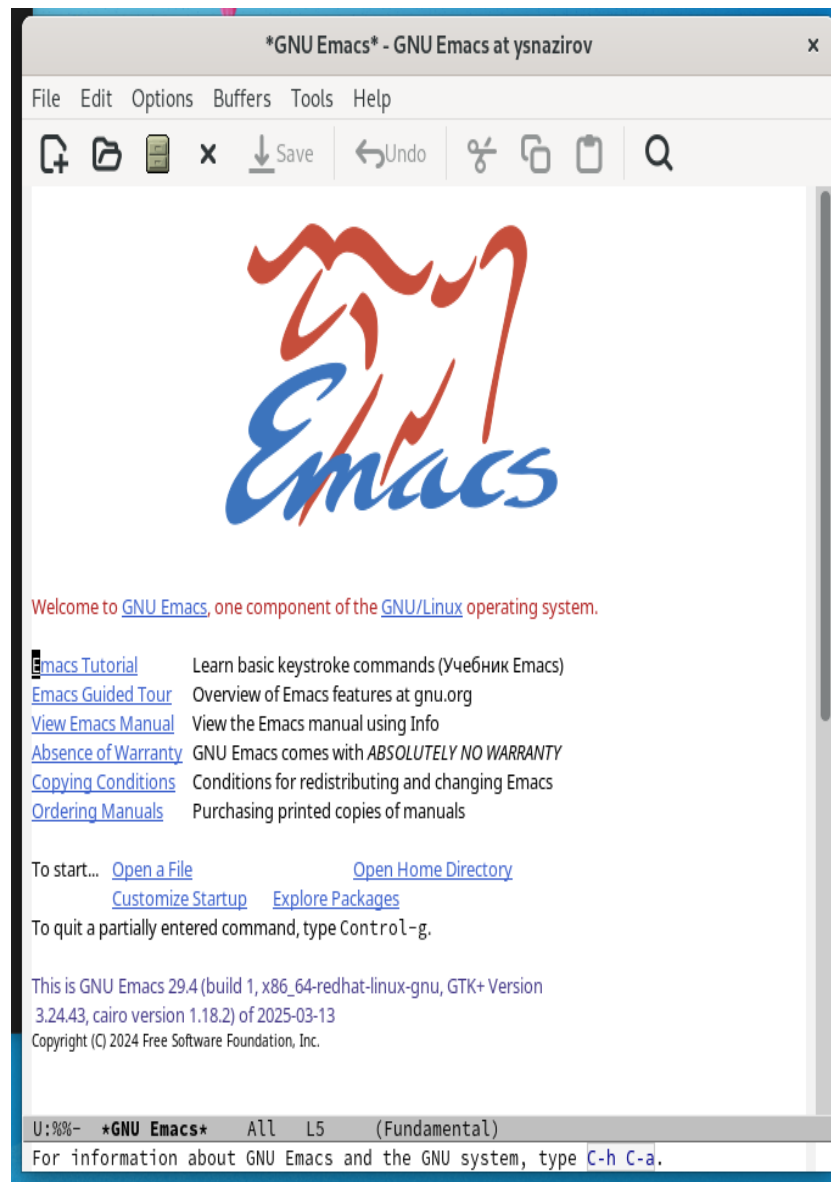 *GNU Emacs* - GNU Emacs at ysnazirov x
File Edit Options Buffers Tools Help
Save Undo
Emacs
Welcome to GNU Emacs, one component of the GNU/Linux operating system.
Emacs Tutorial Learn basic keystroke commands (Учебник Emacs)
Emacs Guided Tour Overview of Emacs features at gnu.org
View Emacs Manual View the Emacs manual using Info
Absence of Warranty GNU Emacs comes with ABSOLUTELY NO WARRANTY
Copying Conditions Conditions for redistributing and changing Emacs
Ordering Manuals Purchasing printed copies of manuals
To start... Open a File Open Home Directory
Customize Startup Explore Packages
To quit a partially entered command, type Control-g.
This is GNU Emacs 29.4 (build 1, x86_64-redhat-linux-gnu, GTK+ Version
3.24.43, cairo version 1.18.2) of 2025-03-13
Copyright (C) 2024 Free Software Foundation, Inc.
U:%%- *GNU Emacs* All L5 (Fundamental)
For information about GNU Emacs and the GNU system, type C-h C-a.